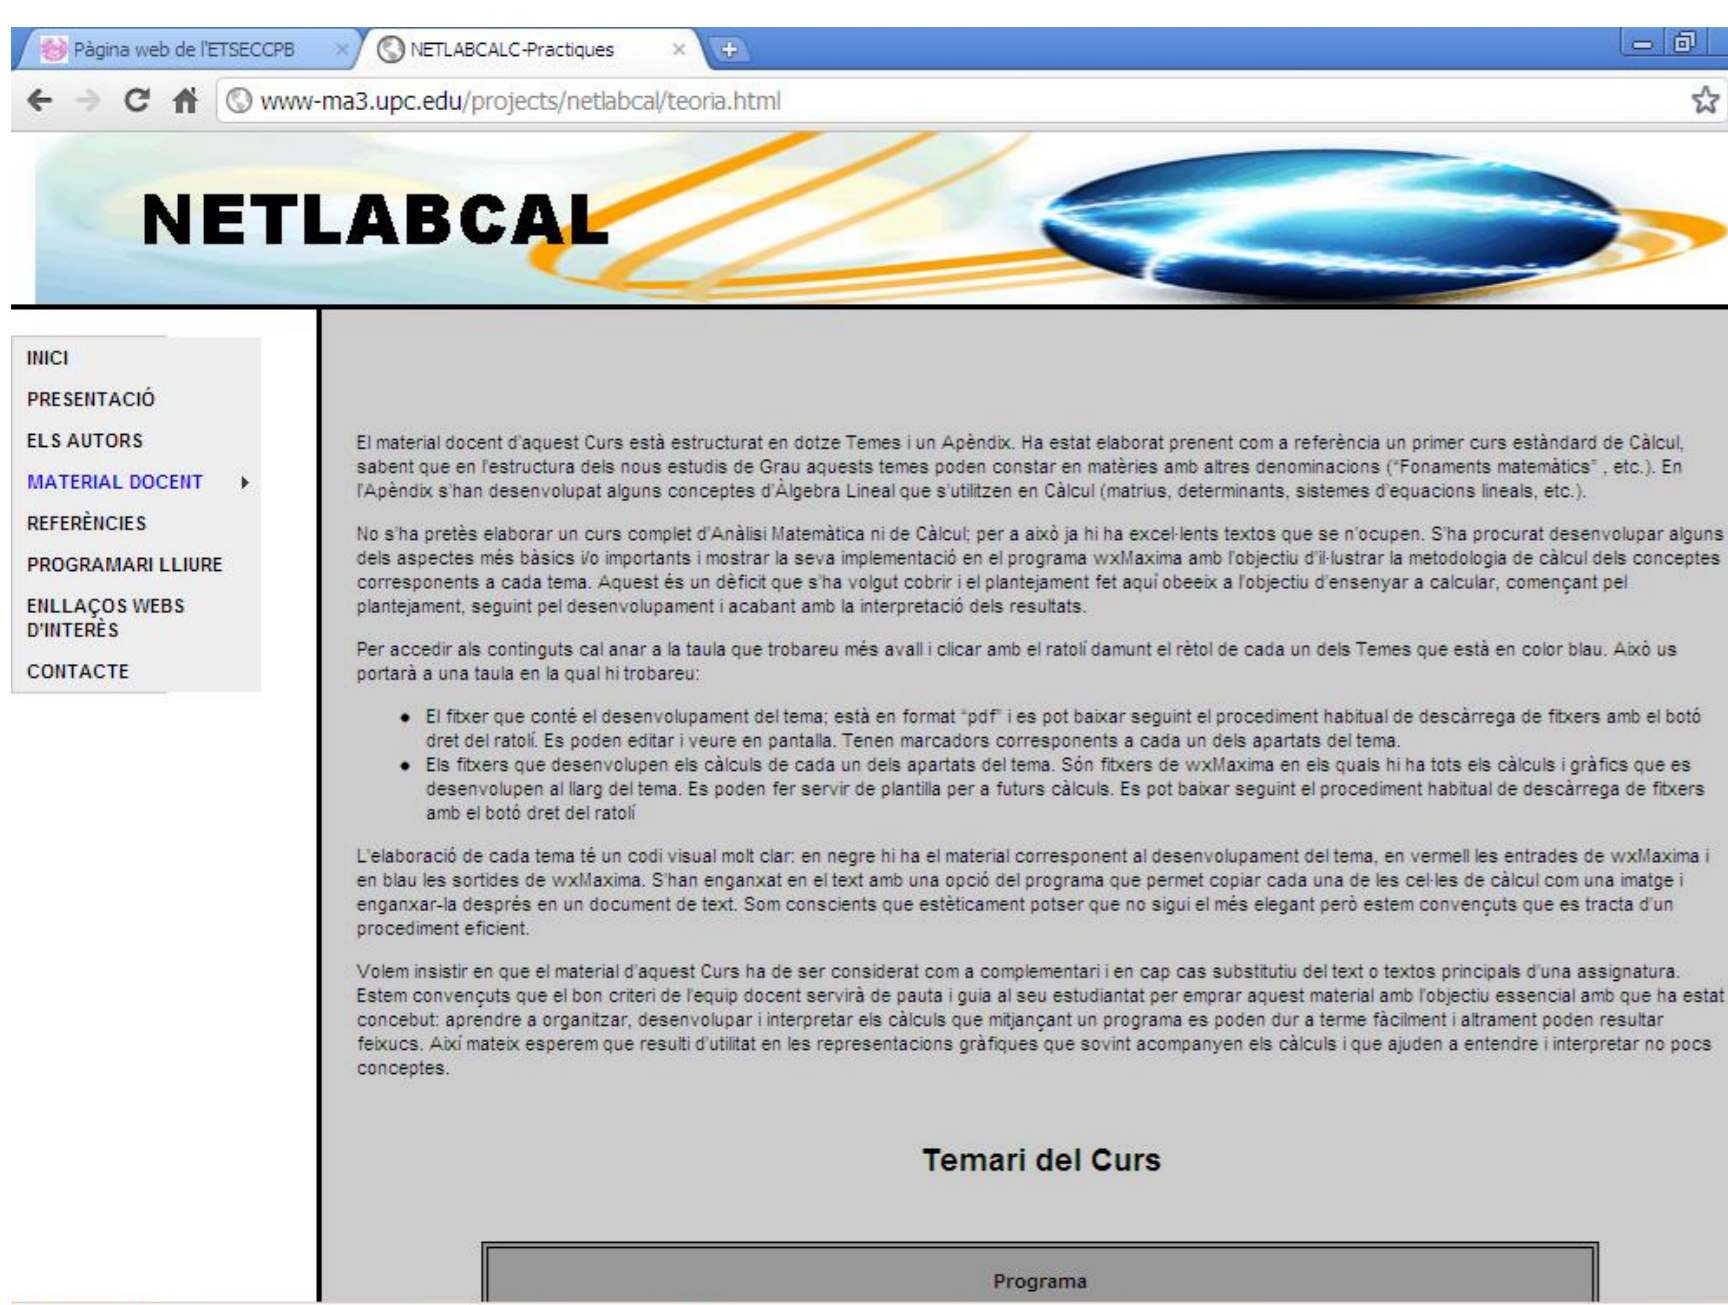 Pàgina web de l'ETSECCPB
NETLABCALC-Practiques
www-ma3.upc.edu/projects/netlabcal/teoria.html
NETLABCAL
INICI
PRESENTACIÓ
ELS AUTORS
MATERIAL DOCENT
REFERÈNCIES
PROGRAMARI LLIURE
ENLLAÇOS WEBS
D'INTERÈS
CONTACTE
El material docent d'aquest Curs està estructurat en dotze Temes i un Apèndix. Ha estat elaborat prenent com a referència un primer curs estàndard de Càlcul,
sabent que en l'estructura dels nous estudis de Grau aquests temes poden constar en matèries amb altres denominacions ("Fonaments matemàtics" , etc.). En
l'Apèndix s'han desenvolupat alguns conceptes d'Àlgebra Lineal que s'utilitzen en Càlcul (matrius, determinants, sistemes d'equacions lineals, etc.).
No s'ha pretès elaborar un curs complet d'Anàlisi Matemàtica ni de Càlcul; per a això ja hi ha excel·lents textos que se n'ocupen. S'ha procurat desenvolupar alguns
dels aspectes més bàsics i/o importants i mostrar la seva implementació en el programa wxMaxima amb l'objectiu d'il·lustrar la metodologia de càlcul dels conceptes
corresponents a cada tema. Aquest és un dèficit que s'ha volgut cobrir i el plantejament fet aquí obeeix a l'objectiu d'ensenyar a calcular, començant pel
plantejament, seguint pel desenvolupament i acabant amb la interpretació dels resultats.
Per accedir als continguts cal anar a la taula que trobareu més avall i clicar amb el ratolí damunt el rètol de cada un dels Temes que està en color blau. Això us
portarà a una taula en la qual hi trobareu:
● El fitxer que conté el desenvolupament del tema; està en format "pdf" i es pot baixar seguint el procediment habitual de descàrrega de fitxers amb el botó
dret del ratolí. Es poden editar i veure en pantalla. Tenen marcadors corresponents a cada un dels apartats del tema.
● Els fitxers que desenvolupen els càlculs de cada un dels apartats del tema. Són fitxers de wxMaxima en els quals hi ha tots els càlculs i gràfics que es
desenvolupen al llarg del tema. Es poden fer servir de plantilla per a futurs càlculs. Es pot baixar seguint el procediment habitual de descàrrega de fitxers
amb el botó dret del ratolí
L'elaboració de cada tema té un codi visual molt clar: en negre hi ha el material corresponent al desenvolupament del tema, en vermell les entrades de wxMaxima i
en blau les sortides de wxMaxima. S'han enganxat en el text amb una opció del programa que permet copiar cada una de les cel·les de càlcul com una imatge i
enganxar-la després en un document de text. Som conscients que estèticament potser que no sigui el més elegant però estem convençuts que es tracta d'un
procediment eficient.
Volem insistir en que el material d'aquest Curs ha de ser considerat com a complementari i en cap cas substitutiu del text o textos principals d'una assignatura.
Estem convençuts que el bon criteri de l'equip docent servirà de pauta i guia al seu estudiantat per emprar aquest material amb l'objectiu essencial amb que ha estat
concebut: aprendre a organitzar, desenvolupar i interpretar els càlculs que mitjançant un programa es poden dur a terme fàcilment i altrament poden resultar
feixucs. Així mateix esperem que resulti d'utilitat en les representacions gràfiques que sovint acompanyen els càlculs i que ajuden a entendre i interpretar no pocs
conceptes.
Temari del Curs
Programa